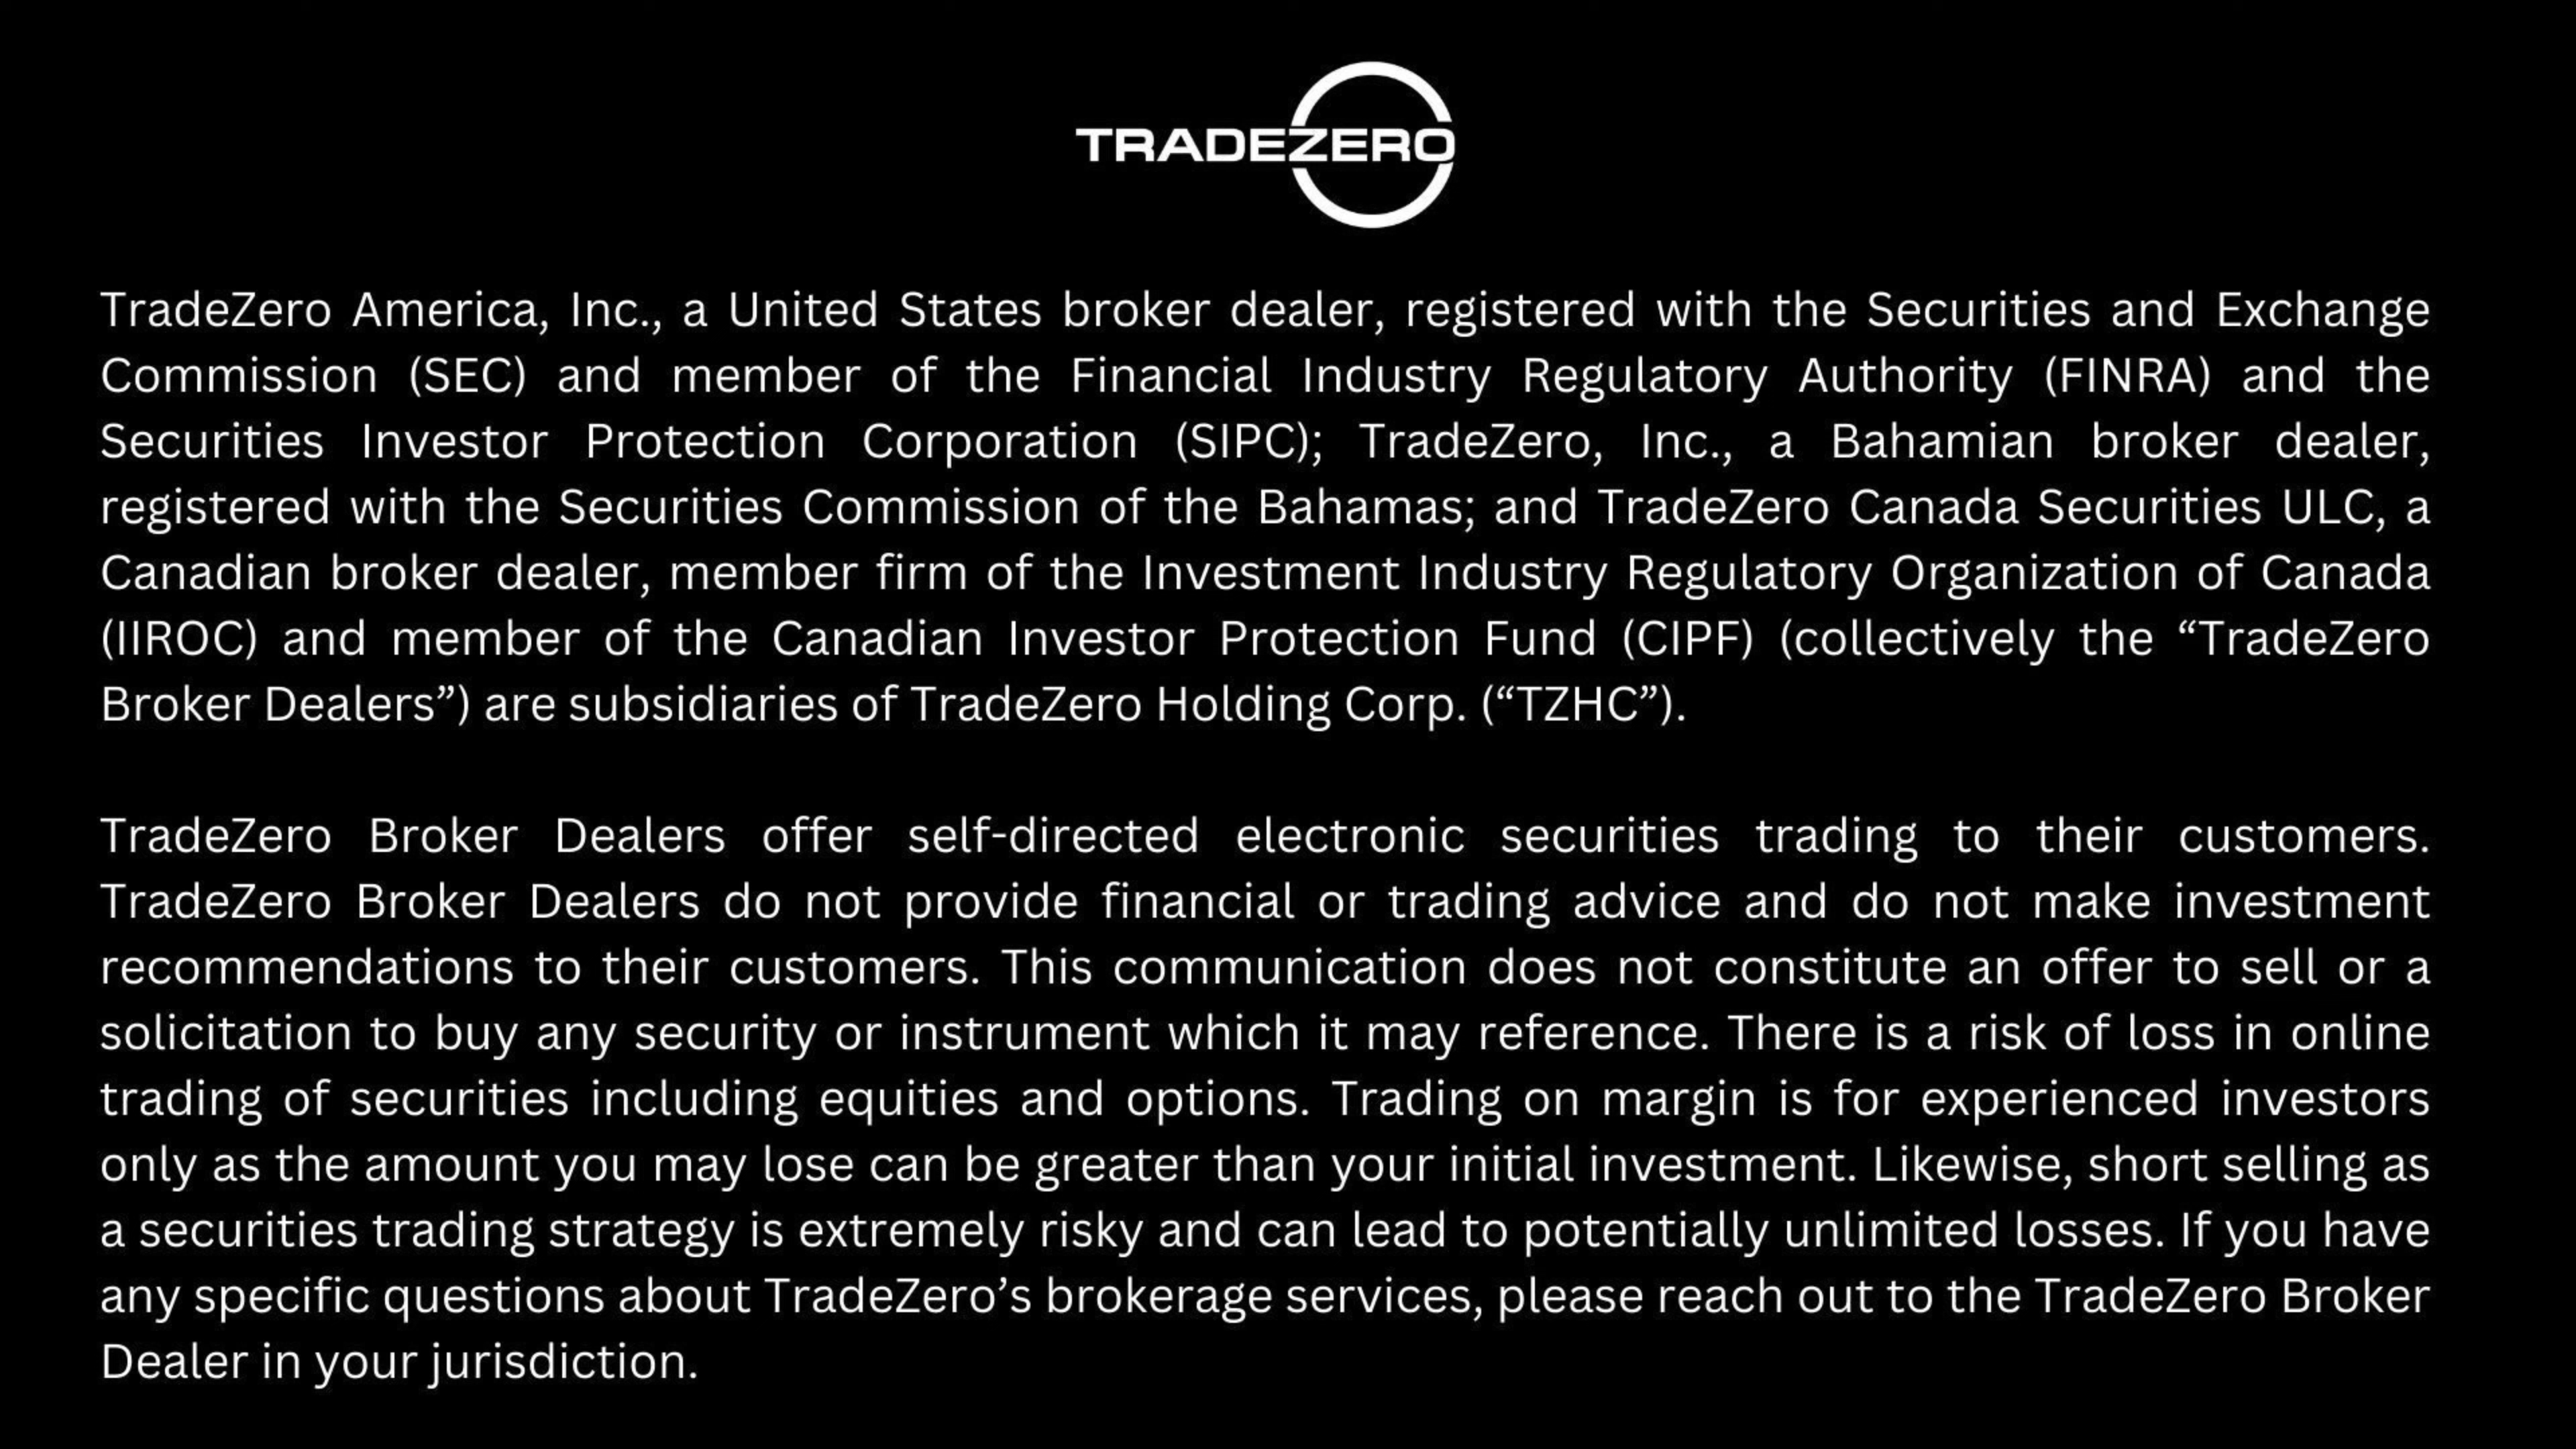 TRADEZERO
TradeZero America, Inc., a United States broker dealer, registered with the Securities and Exchange
Commission (SEC) and member of the Financial Industry Regulatory Authority (FINRA) and the
Securities Investor Protection Corporation (SIPC); TradeZero, Inc., a Bahamian broker dealer,
registered with the Securities Commission of the Bahamas; and TradeZero Canada Securities ULC, a
Canadian broker dealer, member firm of the Investment Industry Regulatory Organization of Canada
(IIROC) and member of the Canadian Investor Protection Fund (CIPF) (collectively the “TradeZero
Broker Dealers”) are subsidiaries of TradeZero Holding Corp. (“TZHC”).
TradeZero Broker Dealers offer self-directed electronic securities trading to their customers.
TradeZero Broker Dealers do not provide financial or trading advice and do not make investment
recommendations to their customers. This communication does not constitute an offer to sell or a
solicitation to buy any security or instrument which it may reference. There is a risk of loss in online
trading of securities including equities and options. Trading on margin is for experienced investors
only as the amount you may lose can be greater than your initial investment. Likewise, short selling as
a securities trading strategy is extremely risky and can lead to potentially unlimited losses. If you have
any specific questions about TradeZero’s brokerage services, please reach out to the TradeZero Broker
Dealer in your jurisdiction.